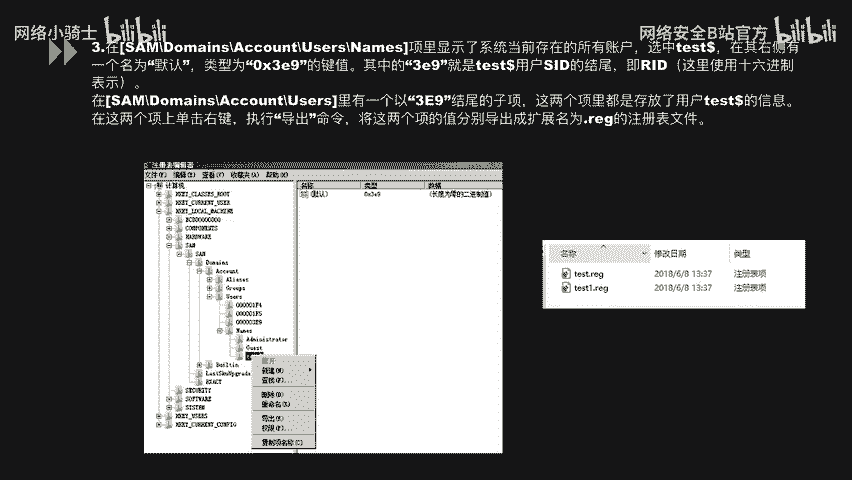 网络小骑士 bilibili
网络安全B站官方 bilibili
3.在[SAM\Domains\Account\Users\Names]项里显示了系统当前存在的所有账户，选中test$，在其右侧有
一个名为“默认”，类型为“0x3e9”的键值。其中的“3e9”就是test$用户SID的结尾，即RID（这里使用十六进制
表示）。
在[SAM\Domains\Account\Users]里有一个以“3E9”结尾的子项，这两个项里都是存放了用户test$的信息。
在这两个项上单击右键，执行“导出”命令，将这两个项的值分别导出成扩展名为.reg的注册表文件。
注册表编辑器
文件(F) 编辑(E) 查看(V) 收藏夹(A) 帮助(H)
计算机
HKEY_CLASSES_ROOT
HKEY_CURRENT_USER
HKEY_LOCAL_MACHINE
BCD00000000
COMPONENTS
HARDWARE
SAM
SAM
Domains
Account
Aliases
Groups
Users
000001F4
000001F5
000003E9
Names
Administrator
Guest
Builtin
LastSkuUpgrade
RXACT
SECURITY
SOFTWARE
SYSTEM
HKEY_USERS
HKEY_CURRENT_CONFIG
名称 类型 数据
(默认) 0x3e9 (长度为零的二进制值)
展开
新建(N)
查找(F)...
删除(D)
重命名(R)
导出(E)
权限(P)...
复制项名称(C)
名称 修改日期 类型
test.reg 2018/6/8 13:37 注册表项
test1.reg 2018/6/8 13:37 注册表项